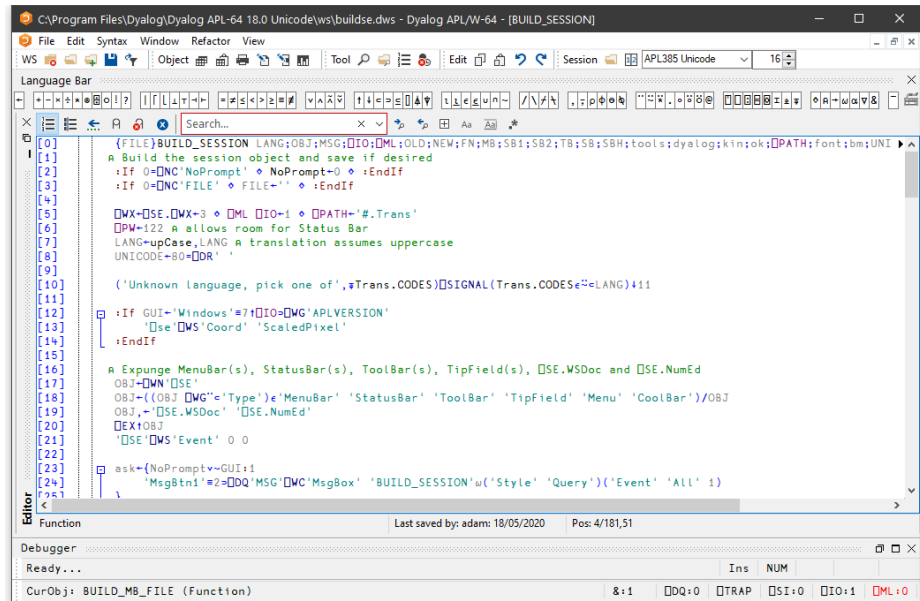 C:\Program Files\Dyalog\Dyalog APL-64 18.0 Unicode\ws\buildse.dws - Dyalog APL/W-64 - [BUILD_SESSION]
File Edit Syntax Window Refactor View
WS Object Tool Edit Session APL385 Unicode 16
Language Bar
← + - × ÷ * ⍟ ⌹ ○ ! ? | ⌈ ⌊ ⊥ ⊤ ⊣ ⊢ = ≠ ≤ < > ≥ ≡ ≢ ∨ ∧ ⍲ ⍱ ↑ ↓ ⊂ ⊃ ⊆ ⌷ ⍋ ⍒ ⍳ ⍸ ∊ ⍷ ∪ ∩ ~ / \ ⌿ ⍀ , ⍪ ⍴ ⌽ ⊖ ⍉ ¨ ⍨ ⍣ . ∘ ⍤ ⍥ @ ⍞ ⎕ ⍠ ⌸ ⌺ ⌶ ⍎ ⍕ ⋄ ⍝ → ⍵ ⍺ ∇ & ¯
Search...
[0] {FILE}BUILD_SESSION LANG;OBJ;MSG;⎕IO;⎕ML;OLD;NEW;FN;MB;SB1;SB2;TB;SB;SBH;tools;dyalog;kin;ok;⎕PATH;font;bm;UNI
[1] ⍝ Build the session object and save if desired
[2] :If 0=⎕NC'NoPrompt' ⋄ NoPrompt←0 ⋄ :EndIf
[3] :If 0=⎕NC'FILE' ⋄ FILE←'' ⋄ :EndIf
[4]
[5] ⎕WX←⎕SE.⎕WX←3 ⋄ ⎕ML ⎕IO←1 ⋄ ⎕PATH←'#.Trans'
[6] ⎕PW←122 ⍝ allows room for Status Bar
[7] LANG←upCase,LANG ⍝ translation assumes uppercase
[8] UNICODE←80=⎕DR' '
[9]
[10] ('Unknown language, pick one of',⍕Trans.CODES)⎕SIGNAL(Trans.CODES∊⍨⊂LANG)↓11
[11]
[12] :If GUI←'Windows'≡7↑⎕IO⊃⎕WG'APLVERSION'
[13] '⎕se'⎕WS'Coord' 'ScaledPixel'
[14] :EndIf
[15]
[16] ⍝ Expunge MenuBar(s), StatusBar(s), ToolBar(s), TipField(s), ⎕SE.WSDoc and ⎕SE.NumEd
[17] OBJ←⎕WN'⎕SE'
[18] OBJ←((OBJ ⎕WG¨⊂'Type')∊'MenuBar' 'StatusBar' 'ToolBar' 'TipField' 'Menu' 'CoolBar')/OBJ
[19] OBJ,←'⎕SE.WSDoc' '⎕SE.NumEd'
[20] ⎕EX↑OBJ
[21] '⎕SE'⎕WS'Event' 0 0
[22]
[23] ask←{NoPrompt∨~GUI:1
[24] 'MsgBtn1'≡2⊃⎕DQ'MSG'⎕WC'MsgBox' 'BUILD_SESSION'⍵('Style' 'Query')('Event' 'All' 1)
[25] }
Editor
Function Last saved by: adam: 18/05/2020 Pos: 4/181,51
Debugger
Ready... Ins NUM
CurObj: BUILD_MB_FILE (Function) &:1 ⎕DQ:0 ⎕TRAP ⎕SI:0 ⎕IO:1 ⎕ML:0